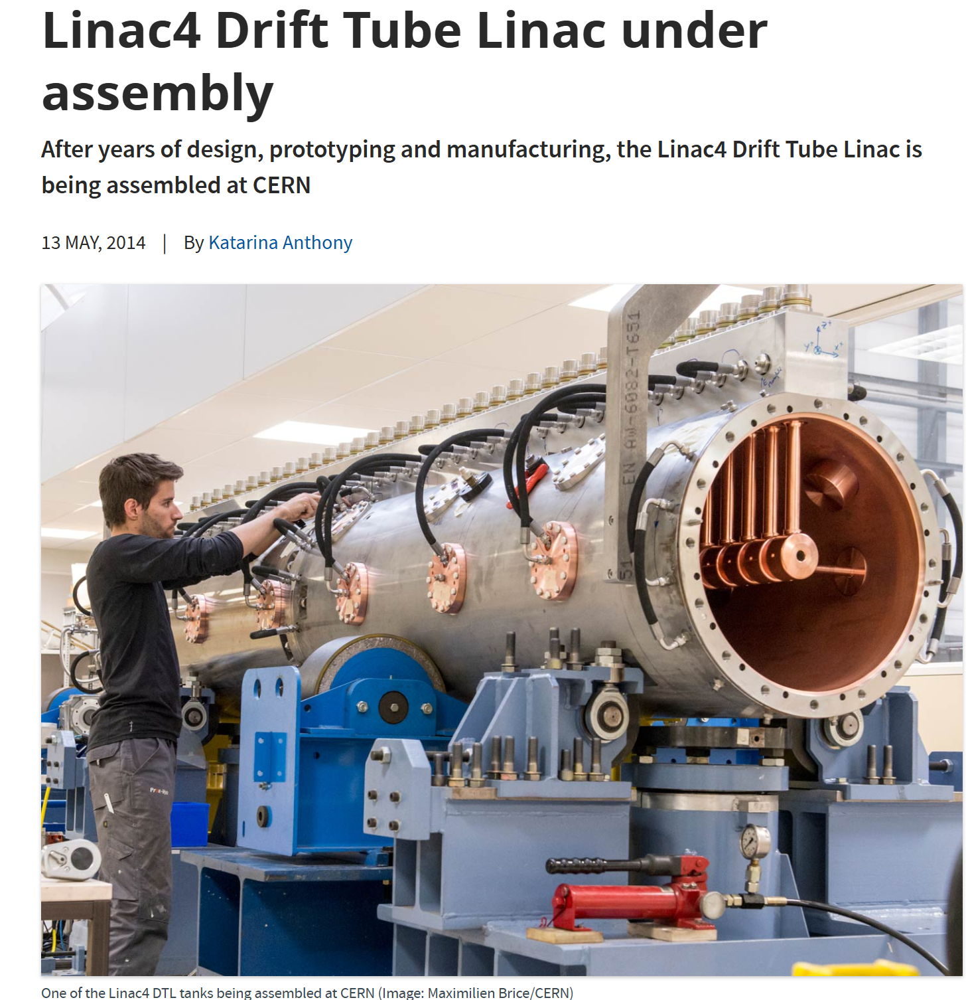 Linac4 Drift Tube Linac under
assembly
After years of design, prototyping and manufacturing, the Linac4 Drift Tube Linac is
being assembled at CERN
13 MAY, 2014 | By Katarina Anthony
EN AW-6082-T651
51
z+
y+ x+
One of the Linac4 DTL tanks being assembled at CERN (Image: Maximilien Brice/CERN)